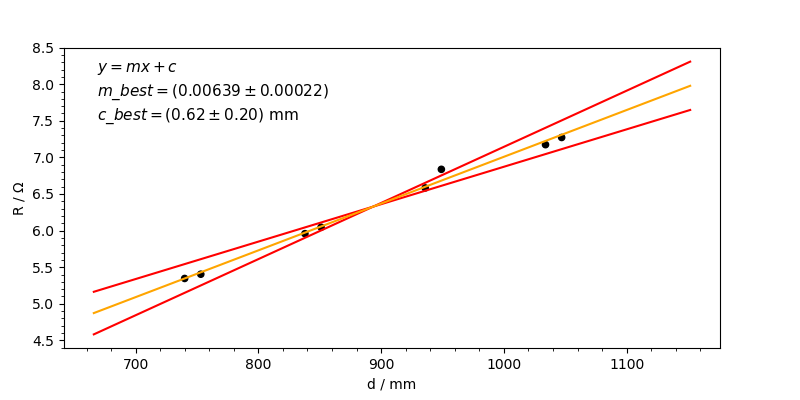 8.5
8.0
7.5
7.0
6.5
6.0
5.5
5.0
4.5
R / Ω
y = mx + c
m_best = (0.00639 ± 0.00022)
c_best = (0.62 ± 0.20) mm
700 800 900 1000 1100
d / mm